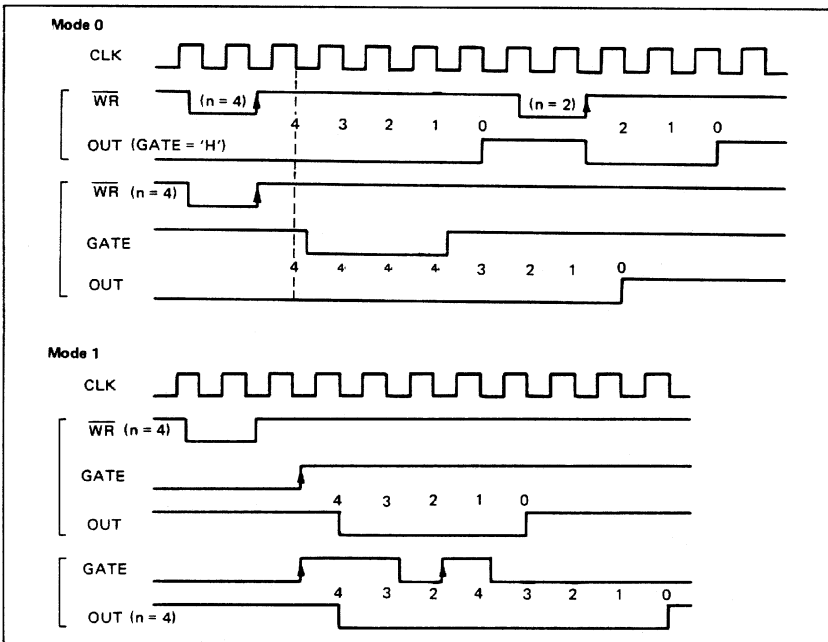 Mode 0
CLK
WR (n = 4) (n = 2)
4 3 2 1 0 2 1 0
OUT (GATE = 'H')
WR (n = 4)
GATE
4 4 4 4 3 2 1 0
OUT
Mode 1
CLK
WR (n = 4)
GATE
4 3 2 1 0
OUT
GATE
4 3 2 4 3 2 1 0
OUT (n = 4)